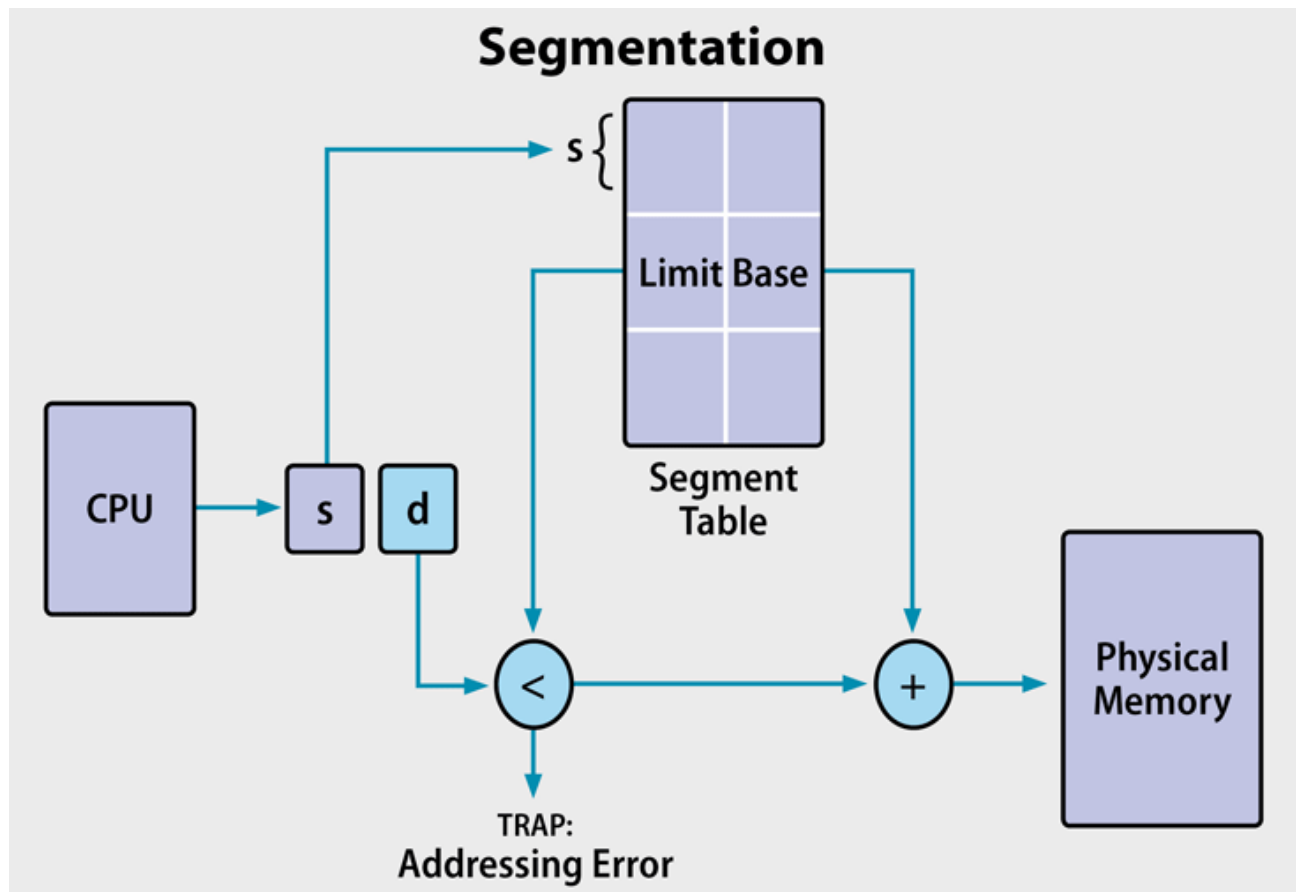 Segmentation
s {
Limit Base
Segment
Table
CPU
s
d
<
+
Physical
Memory
TRAP:
Addressing Error